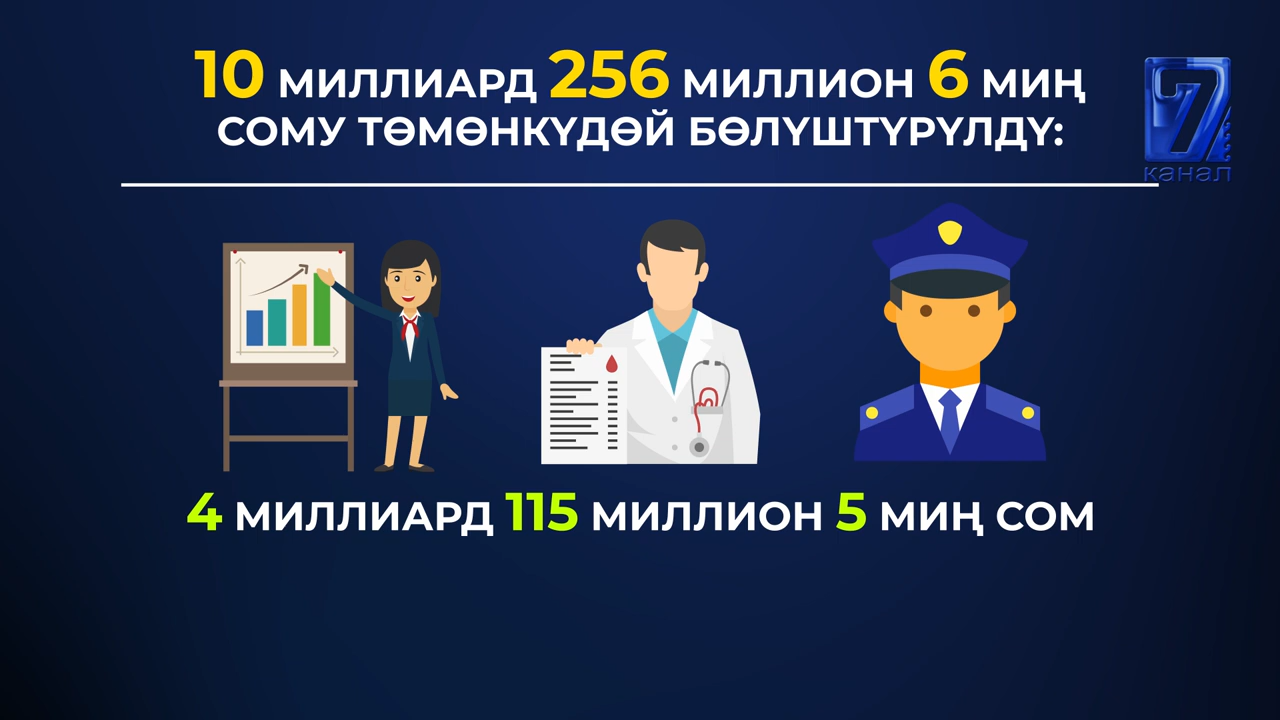 10 МИЛЛИАРД 256 МИЛЛИОН 6 МИҢ
СОМУ ТӨМӨНКҮДӨЙ БӨЛҮШТҮРҮЛДҮ:
7
канал
4 МИЛЛИАРД 115 МИЛЛИОН 5 МИҢ СОМ